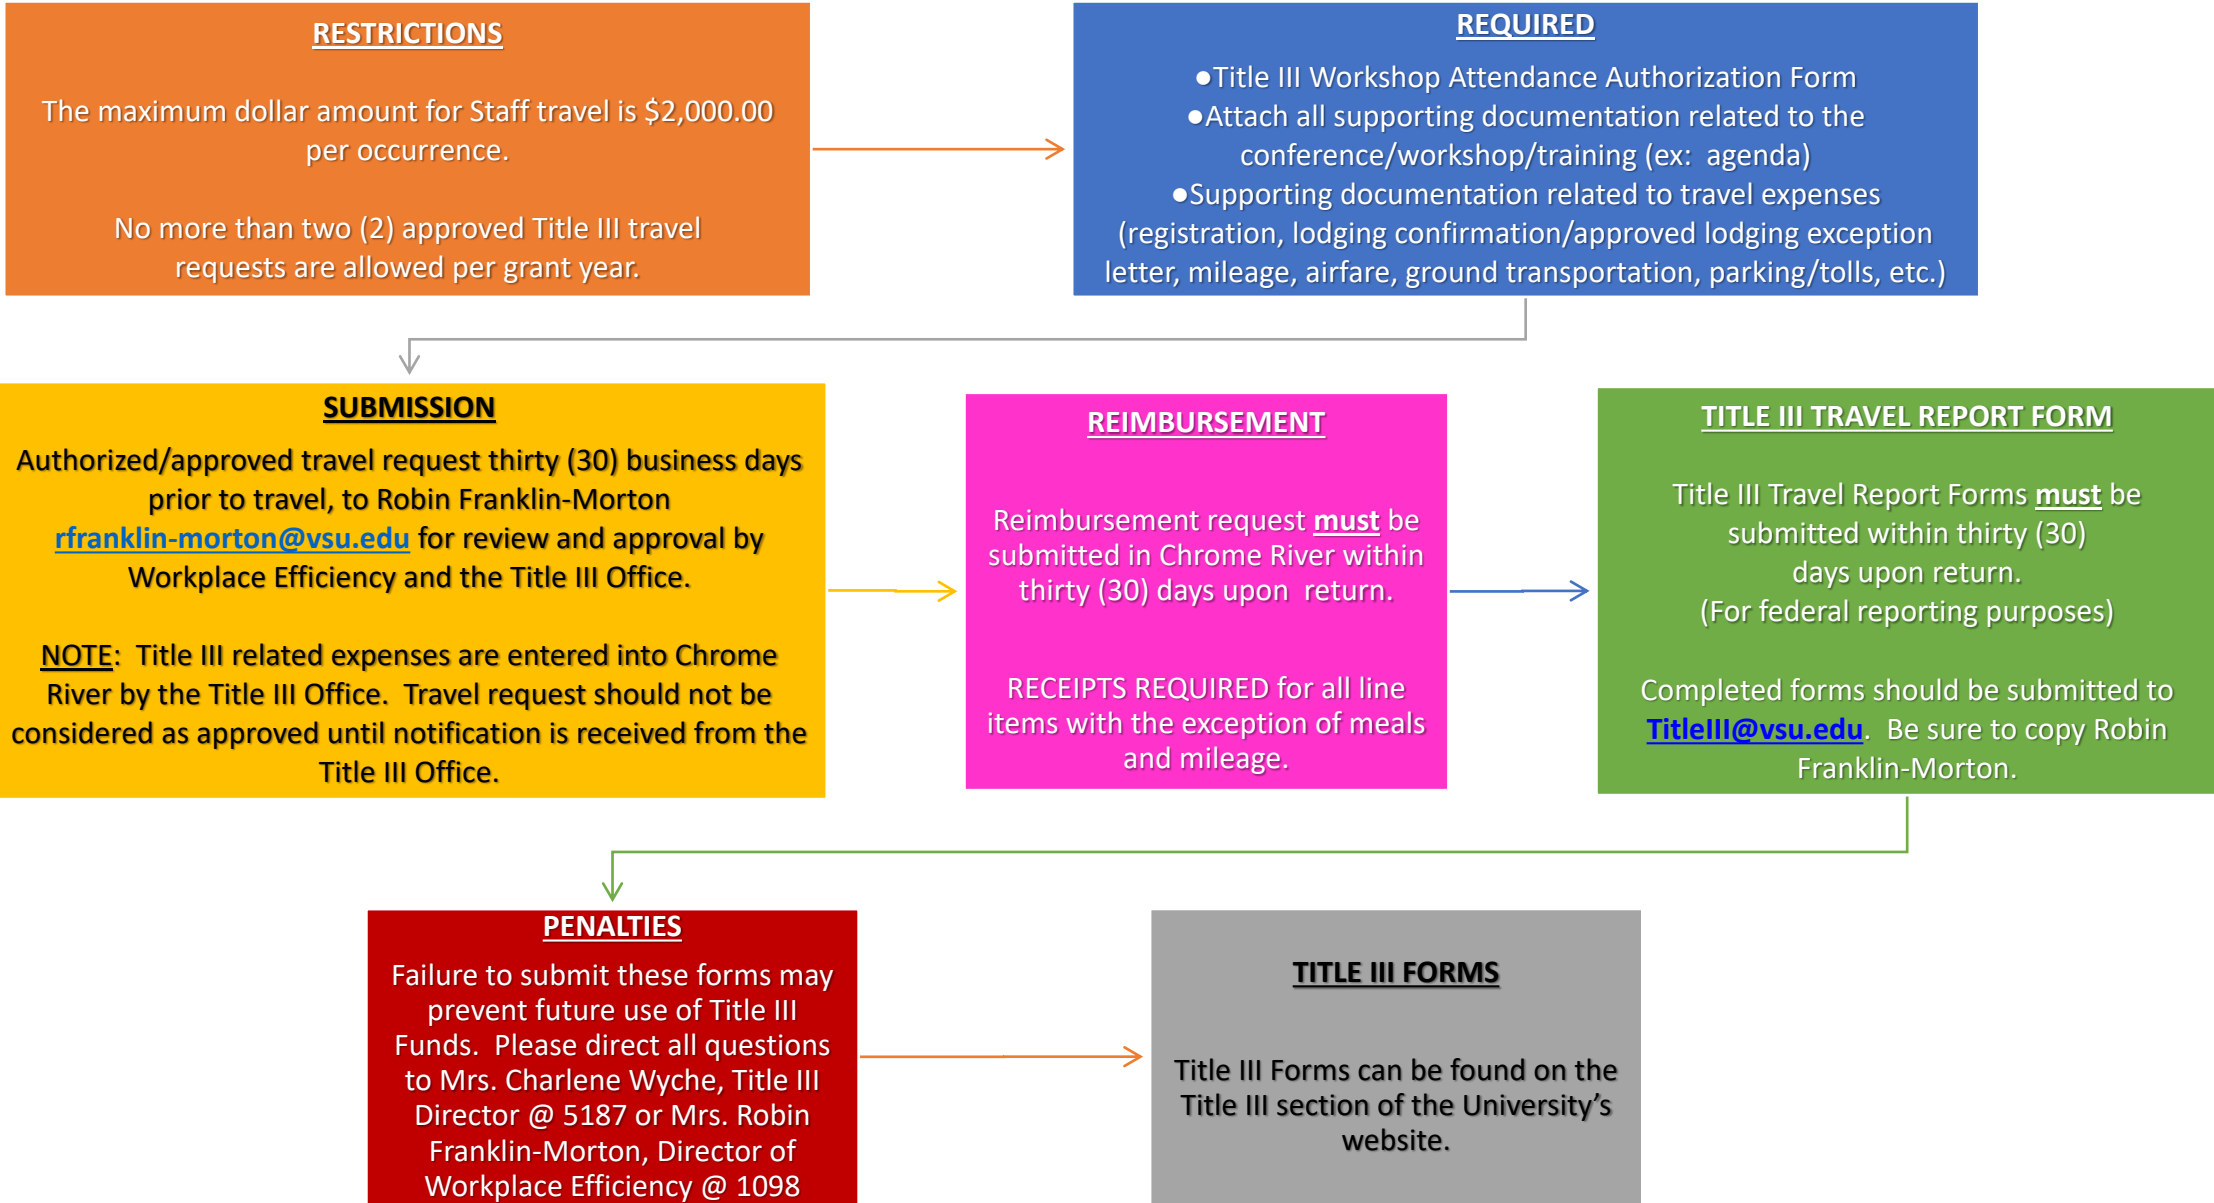 RESTRICTIONS
The maximum dollar amount for Staff travel is $2,000.00
per occurrence.
No more than two (2) approved Title III travel
requests are allowed per grant year.
REQUIRED
●Title III Workshop Attendance Authorization Form
●Attach all supporting documentation related to the
conference/workshop/training (ex:  agenda)
●Supporting documentation related to travel expenses
(registration, lodging confirmation/approved lodging exception
letter, mileage, airfare, ground transportation, parking/tolls, etc.)
SUBMISSION
Authorized/approved travel request thirty (30) business days
prior to travel, to Robin Franklin-Morton
rfranklin-morton@vsu.edu for review and approval by
Workplace Efficiency and the Title III Office.
NOTE:  Title III related expenses are entered into Chrome
River by the Title III Office.  Travel request should not be
considered as approved until notification is received from the
Title III Office.
REIMBURSEMENT
Reimbursement request must be
submitted in Chrome River within
thirty (30) days upon  return.
RECEIPTS REQUIRED for all line
items with the exception of meals
and mileage.
TITLE III TRAVEL REPORT FORM
Title III Travel Report Forms must be
submitted within thirty (30)
days upon return.
(For federal reporting purposes)
Completed forms should be submitted to
TitleIII@vsu.edu.  Be sure to copy Robin
Franklin-Morton.
PENALTIES
Failure to submit these forms may
prevent future use of Title III
Funds.  Please direct all questions
to Mrs. Charlene Wyche, Title III
Director @ 5187 or Mrs. Robin
Franklin-Morton, Director of
Workplace Efficiency @ 1098
TITLE III FORMS
Title III Forms can be found on the
Title III section of the University’s
website.